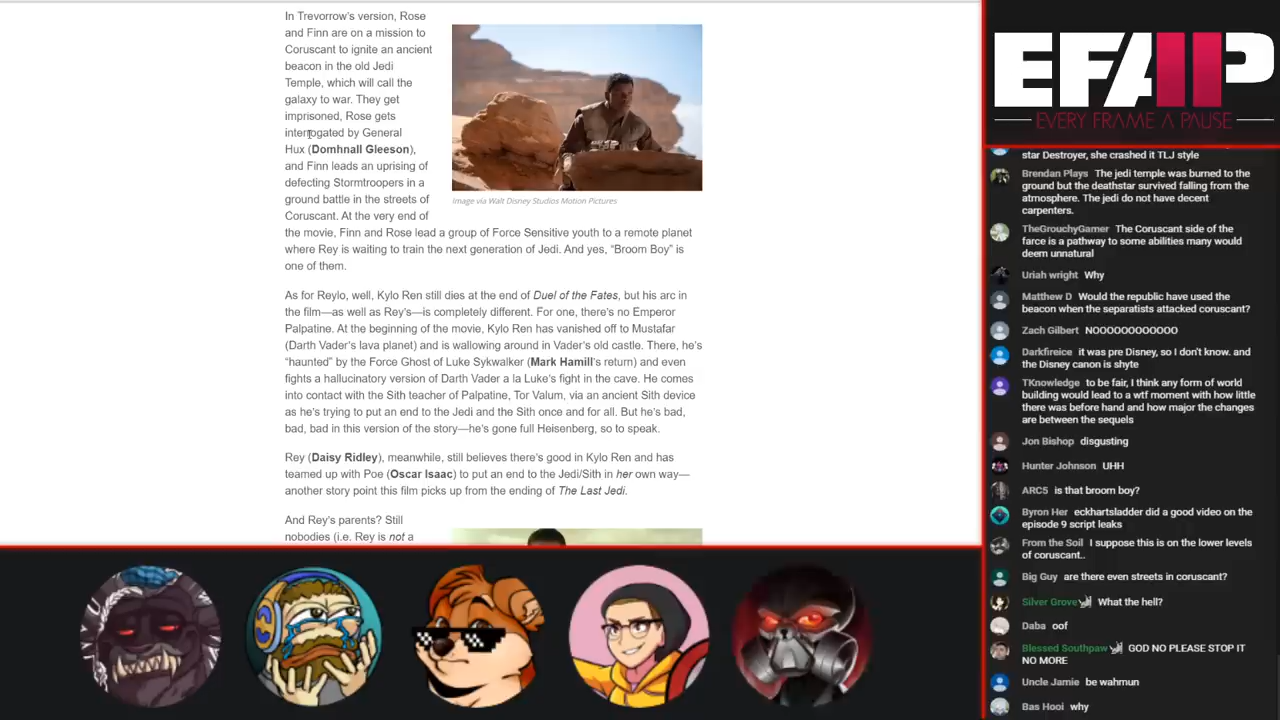 In Trevorrow's version, Rose
and Finn are on a mission to
Coruscant to ignite an ancient
beacon in the old Jedi
Temple, which will call the
galaxy to war. They get
imprisoned, Rose gets
interrogated by General
Hux (Domhnall Gleeson),
and Finn leads an uprising of
defecting Stormtroopers in a
ground battle in the streets of
Coruscant. At the very end of
the movie, Finn and Rose lead a group of Force Sensitive youth to a remote planet
where Rey is waiting to train the next generation of Jedi. And yes, “Broom Boy” is
one of them.
Image via Walt Disney Studios Motion Pictures
As for Reylo, well, Kylo Ren still dies at the end of Duel of the Fates, but his arc in
the film—as well as Rey's—is completely different. For one, there's no Emperor
Palpatine. At the beginning of the movie, Kylo Ren has vanished off to Mustafar
(Darth Vader's lava planet) and is wallowing around in Vader's old castle. There, he's
“haunted” by the Force Ghost of Luke Sykwalker (Mark Hamill's return) and even
fights a hallucinatory version of Darth Vader a la Luke's fight in the cave. He comes
into contact with the Sith teacher of Palpatine, Tor Valum, via an ancient Sith device
as he's trying to put an end to the Jedi and the Sith once and for all. But he's bad,
bad, bad in this version of the story—he's gone full Heisenberg, so to speak.
Rey (Daisy Ridley), meanwhile, still believes there's good in Kylo Ren and has
teamed up with Poe (Oscar Isaac) to put an end to the Jedi/Sith in her own way—
another story point this film picks up from the ending of The Last Jedi.
And Rey's parents? Still
nobodies (i.e. Rey is not a
EFAP
EVERY FRAME A PAUSE
star Destroyer, she crashed it TLJ style
Brendan Plays The jedi temple was burned to the
ground but the deathstar survived falling from the
atmosphere. The jedi do not have decent
carpenters.
TheGrouchyGamer The Coruscant side of the
farce is a pathway to some abilities many would
deem unnatural
Uriah wright Why
Matthew D Would the republic have used the
beacon when the separatists attacked coruscant?
Zach Gilbert NOOOOOOOOOOOO
Darkfireice it was pre Disney, so I don't know. and
the Disney canon is shyte
TKnowledge to be fair, I think any form of world
building would lead to a wtf moment with how little
there was before hand and how major the changes
are between the sequels
Jon Bishop disgusting
Hunter Johnson UHH
ARC5 is that broom boy?
Byron Her eckhartsladder did a good video on the
episode 9 script leaks
From the Soil I suppose this is on the lower levels
of coruscant..
Big Guy are there even streets in coruscant?
Silver Grove What the hell?
Daba oof
Blessed Southpaw GOD NO PLEASE STOP IT
NO MORE
Uncle Jamie be wahmun
Bas Hooi why